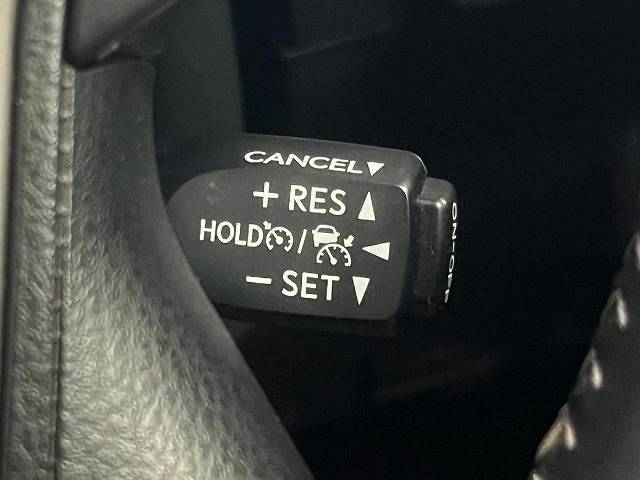 CANCEL▼
+ RES ▲
HOLD / ◀
− SET ▼
ON-OFF